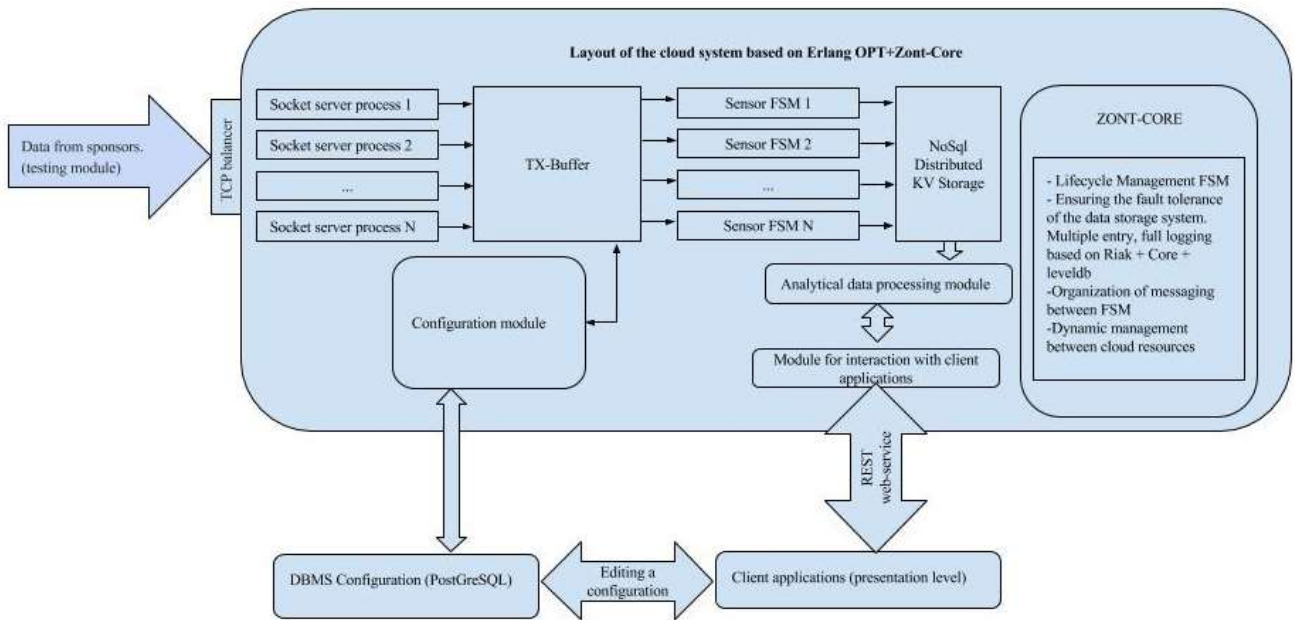 Layout of the cloud system based on Erlang OPT+Zont-Core
Data from sponsors.
(testing module)
TCP balancer
Socket server process 1
Socket server process 2
...
Socket server process N
TX-Buffer
Sensor FSM 1
Sensor FSM 2
...
Sensor FSM N
NoSql
Distributed
KV Storage
ZONT-CORE
- Lifecycle Management FSM
- Ensuring the fault tolerance
of the data storage system.
Multiple entry, full logging
based on Riak + Core +
leveldb
-Organization of messaging
between FSM
-Dynamic management
between cloud resources
Configuration module
Analytical data processing module
Module for interaction with client
applications
REST
web-service
DBMS Configuration (PostGreSQL)
Editing a
configuration
Client applications (presentation level)